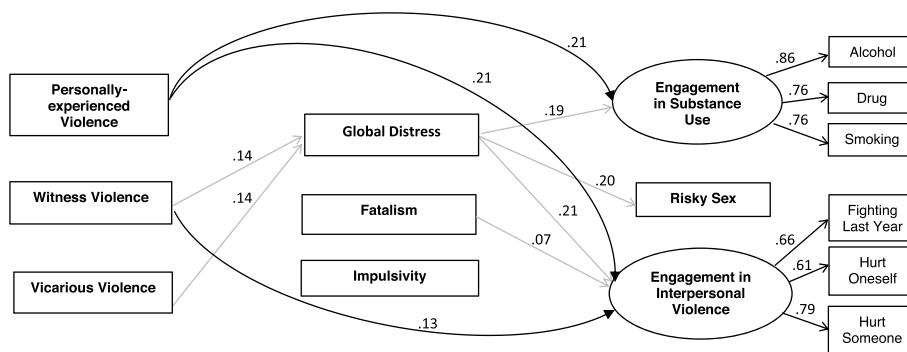 Personally-
experienced
Violence
Witness Violence
Vicarious Violence
.14
.14
.13
Global Distress
Fatalism
Impulsivity
.21
.21
.19
.20
.21
.07
Engagement
in Substance
Use
Risky Sex
Engagement in
Interpersonal
Violence
.86
.76
.76
Alcohol
Drug
Smoking
.66
.61
.79
Fighting
Last Year
Hurt
Oneself
Hurt
Someone